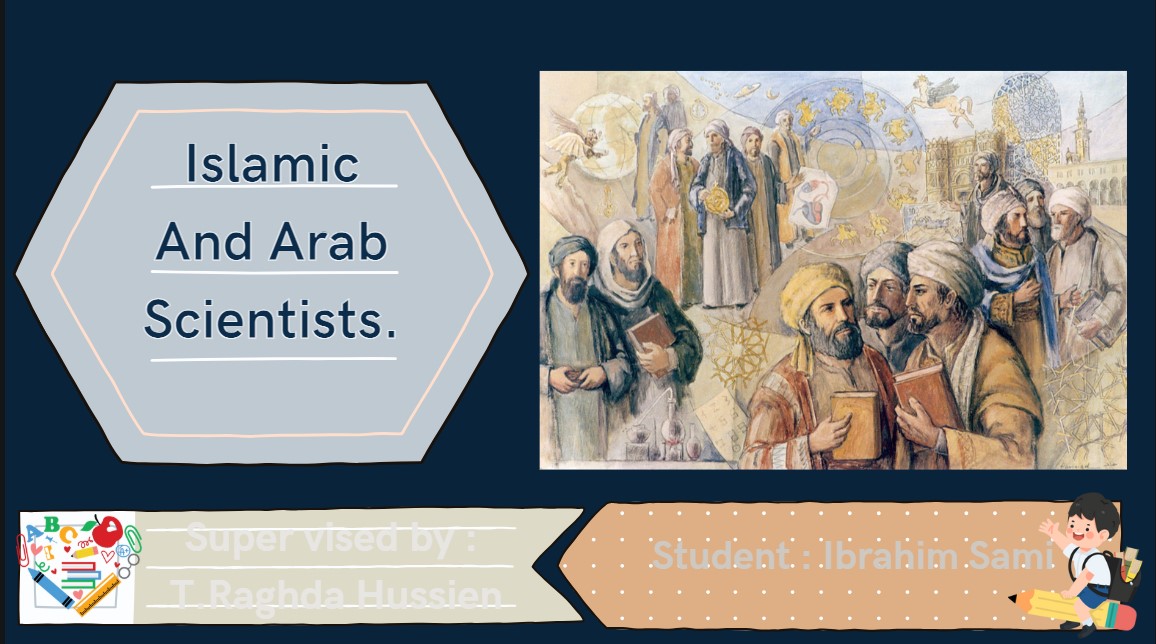 Islamic
And Arab
Scientists.
Super vised by :
T.Raghda Hussien
Student : Ibrahim Sami